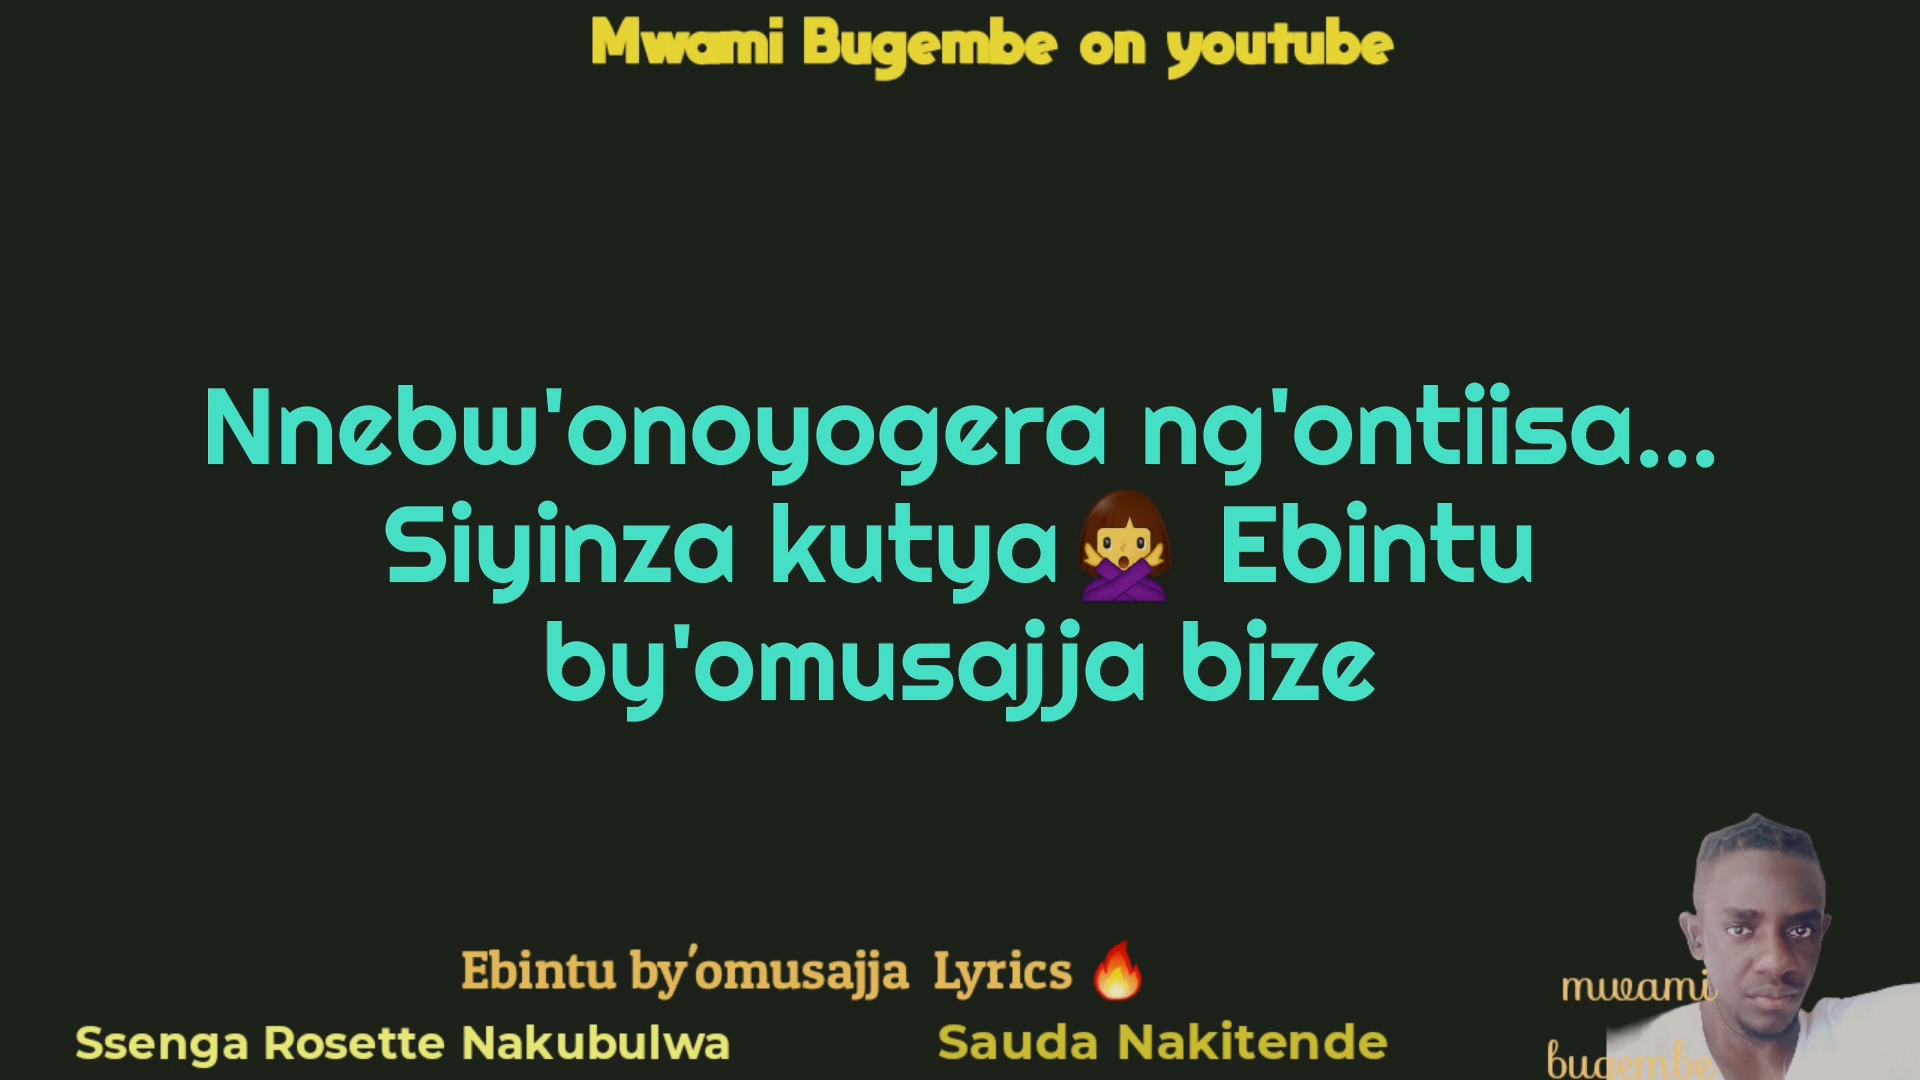 Mwami Bugembe on youtube
Nnebw'onoyogera ng'ontiisa...
Siyinza kutya🙅‍♀️ Ebintu
by'omusajja bize
Ebintu by'omusajja Lyrics 🔥
Ssenga Rosette Nakubulwa
Sauda Nakitende
mwami
bugembe